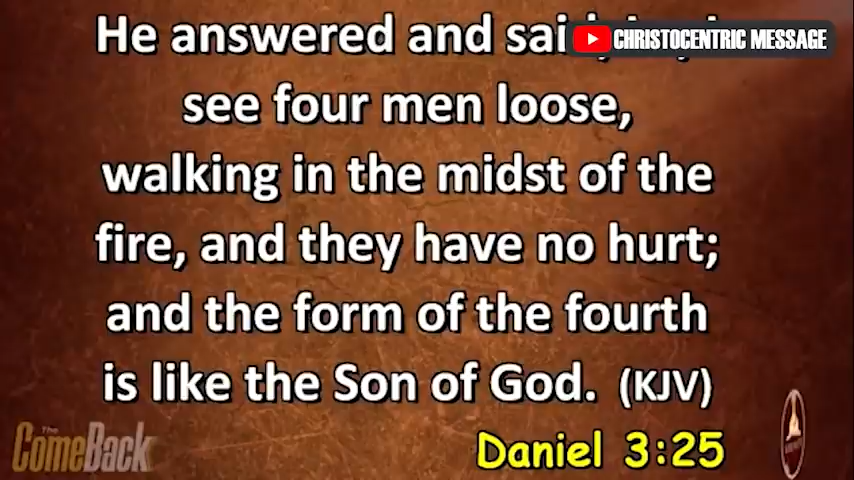 He answered and said
CHRISTOCENTRIC MESSAGE
see four men loose,
walking in the midst of the
fire, and they have no hurt;
and the form of the fourth
is like the Son of God. (KJV)
Daniel 3:25
The
ComeBack